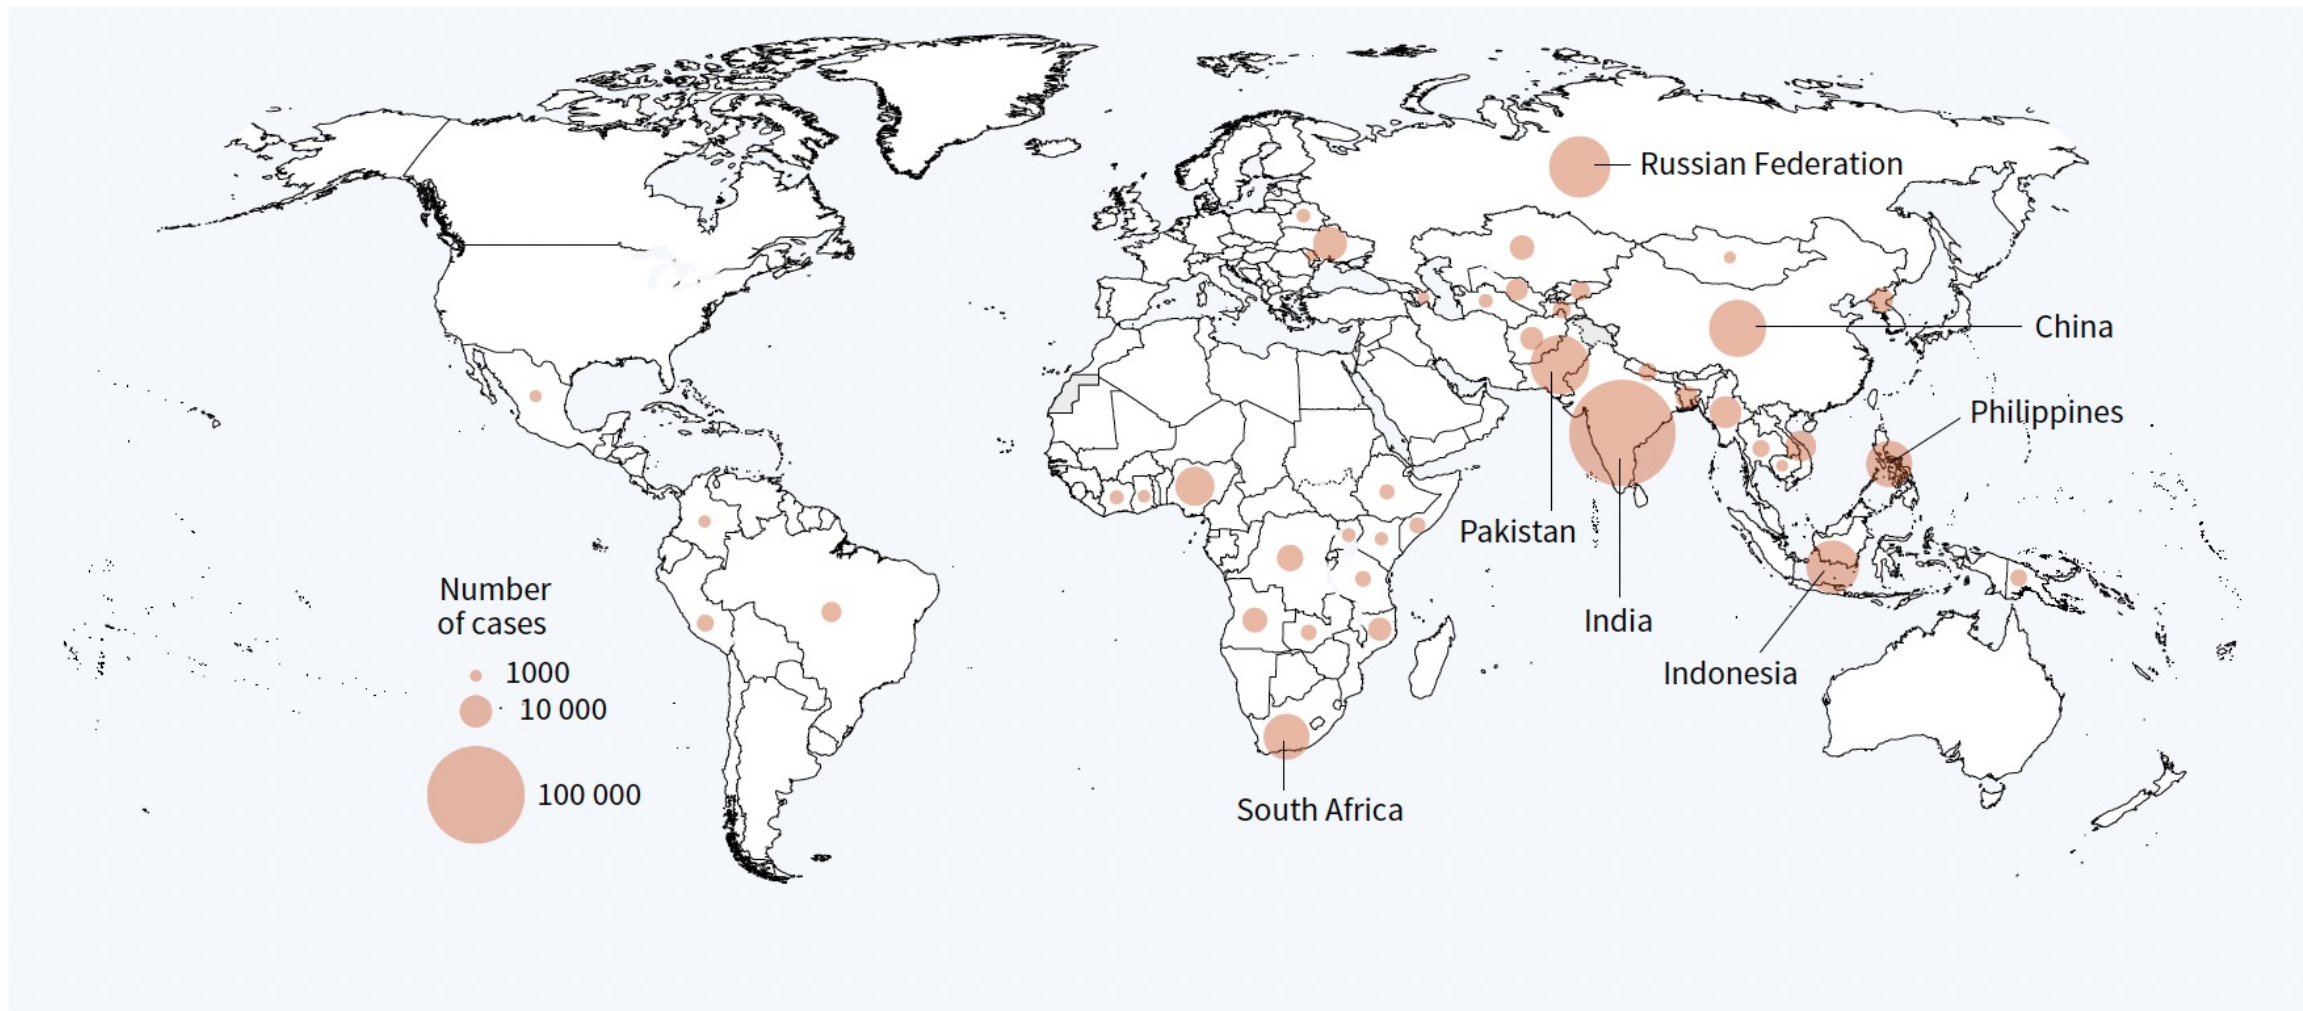 Russian Federation
China
Philippines
Pakistan
India
Indonesia
South Africa
Number
of cases
1000
10 000
100 000